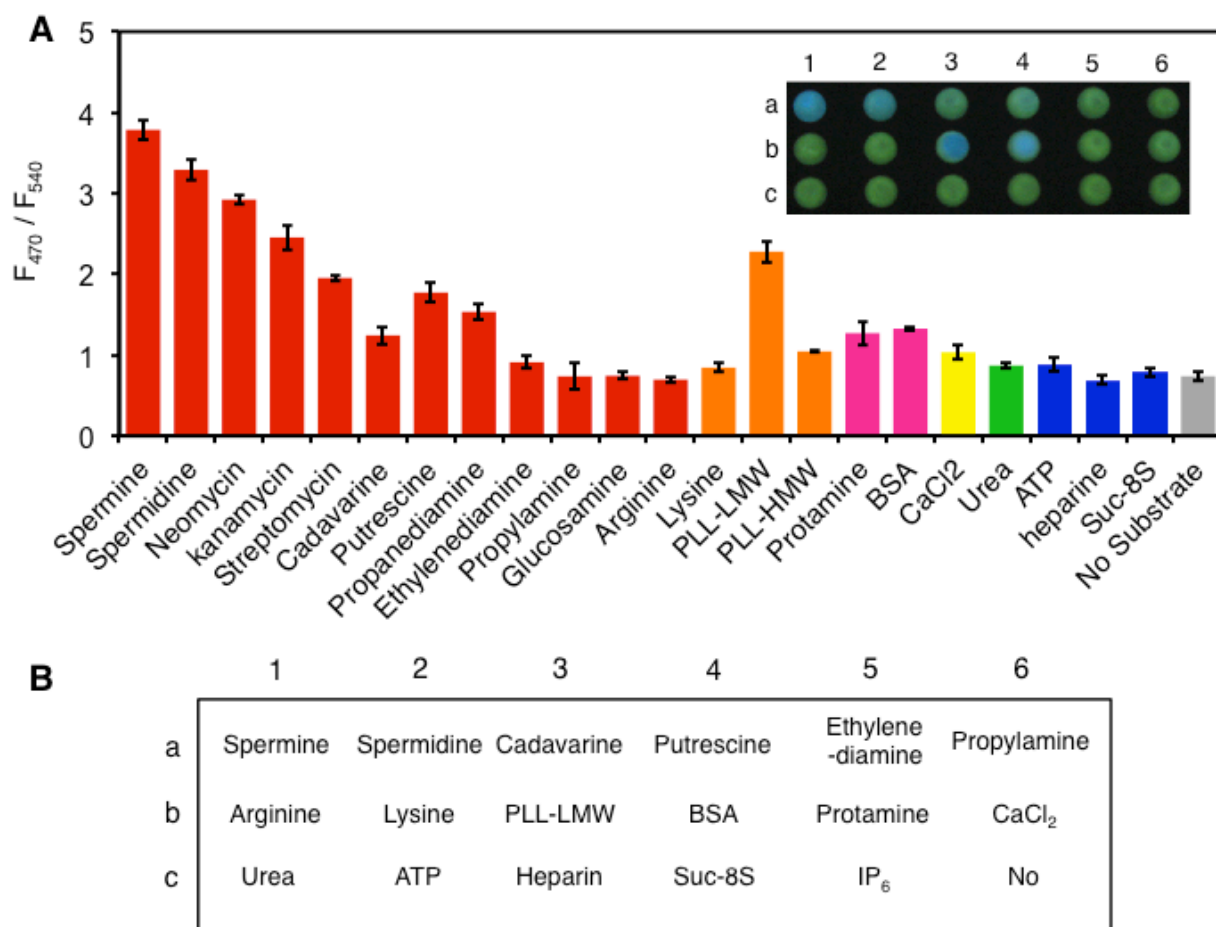 A
5
4
3
2
1
0
F470 / F540
1 2 3 4 5 6
a
b
c
Spermine
Spermidine
Neomycin
kanamycin
Streptomycin
Cadavarine
Putrescine
Propanediamine
Ethylenediamine
Propylamine
Glucosamine
Arginine
Lysine
PLL-LMW
PLL-HMW
Protamine
BSA
CaCl2
Urea
ATP
heparine
Suc-8S
No Substrate
B
1 2 3 4 5 6
a Spermine Spermidine Cadavarine Putrescine Ethylene
-diamine Propylamine
b Arginine Lysine PLL-LMW BSA Protamine CaCl₂
c Urea ATP Heparin Suc-8S IP₆ No